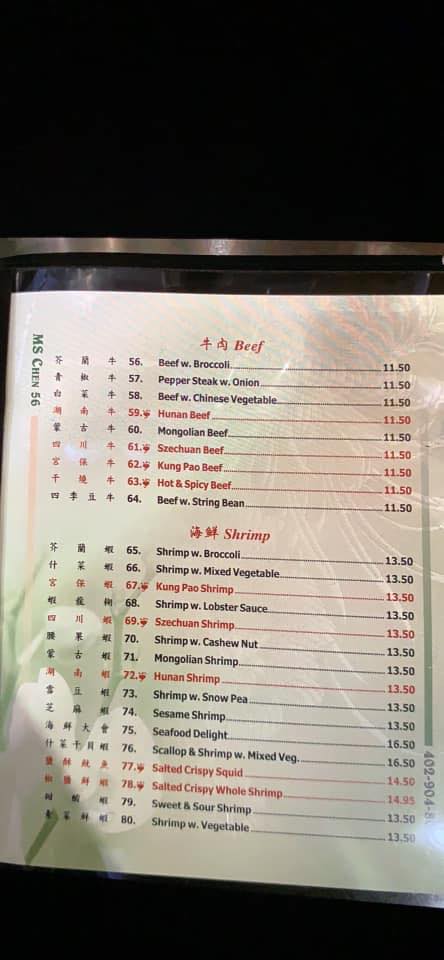 MS CHEN 56
牛肉 Beef
芥蘭牛 56. Beef w. Broccoli 11.50
青椒牛 57. Pepper Steak w. Onion 11.50
白菜牛 58. Beef w. Chinese Vegetable 11.50
湖南牛 59. Hunan Beef 11.50
蒙古牛 60. Mongolian Beef 11.50
四川牛 61. Szechuan Beef 11.50
宮保牛 62. Kung Pao Beef 11.50
干燒牛 63. Hot & Spicy Beef 11.50
四季豆牛 64. Beef w. String Bean 11.50
海鮮 Shrimp
芥蘭蝦 65. Shrimp w. Broccoli 13.50
什菜蝦 66. Shrimp w. Mixed Vegetable 13.50
宮保蝦 67. Kung Pao Shrimp 13.50
蝦龍糊 68. Shrimp w. Lobster Sauce 13.50
四川蝦 69. Szechuan Shrimp 13.50
腰果蝦 70. Shrimp w. Cashew Nut 13.50
蒙古蝦 71. Mongolian Shrimp 13.50
湖南蝦 72. Hunan Shrimp 13.50
雪豆蝦 73. Shrimp w. Snow Pea 13.50
芝麻蝦 74. Sesame Shrimp 13.50
海鮮大會 75. Seafood Delight 16.50
什菜干貝蝦 76. Scallop & Shrimp w. Mixed Veg. 16.50
鹽酥魷魚 77. Salted Crispy Squid 14.50
椒鹽鮮蝦 78. Salted Crispy Whole Shrimp 14.95
甜酸蝦 79. Sweet & Sour Shrimp 13.50
素菜鮮蝦 80. Shrimp w. Vegetable 13.50
402-904-8